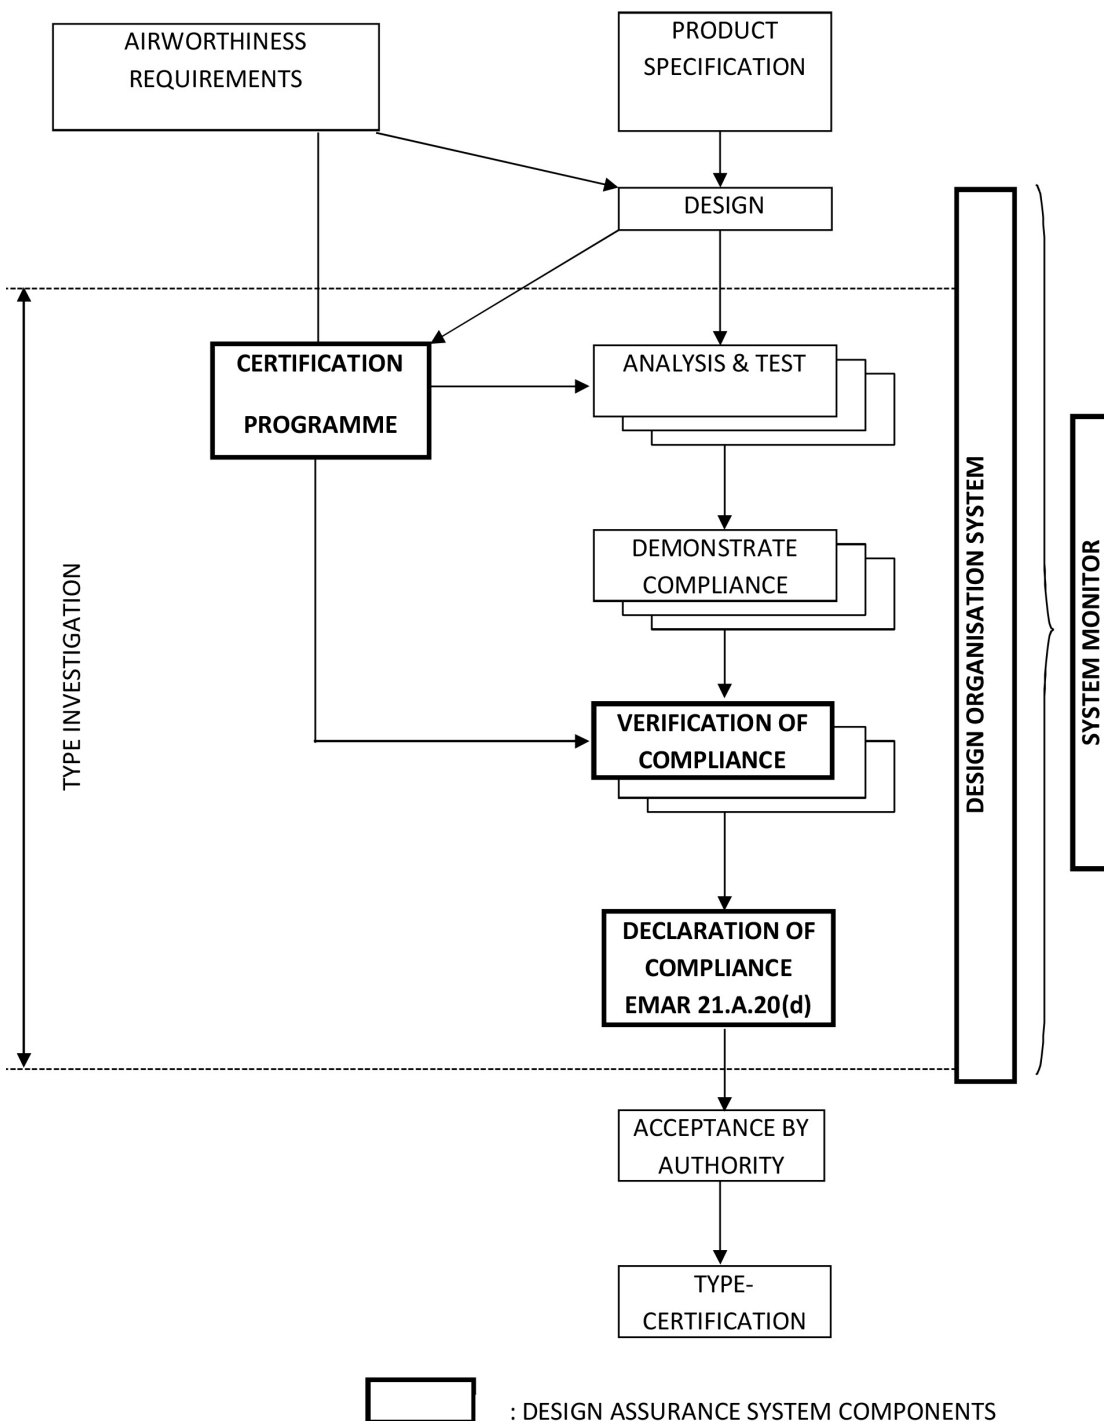 AIRWORTHINESS
REQUIREMENTS
PRODUCT
SPECIFICATION
DESIGN
CERTIFICATION
PROGRAMME
ANALYSIS & TEST
DEMONSTRATE
COMPLIANCE
VERIFICATION OF
COMPLIANCE
DECLARATION OF
COMPLIANCE
EMAR 21.A.20(d)
TYPE INVESTIGATION
DESIGN ORGANISATION SYSTEM
SYSTEM MONITOR
ACCEPTANCE BY
AUTHORITY
TYPE-
CERTIFICATION
: DESIGN ASSURANCE SYSTEM COMPONENTS